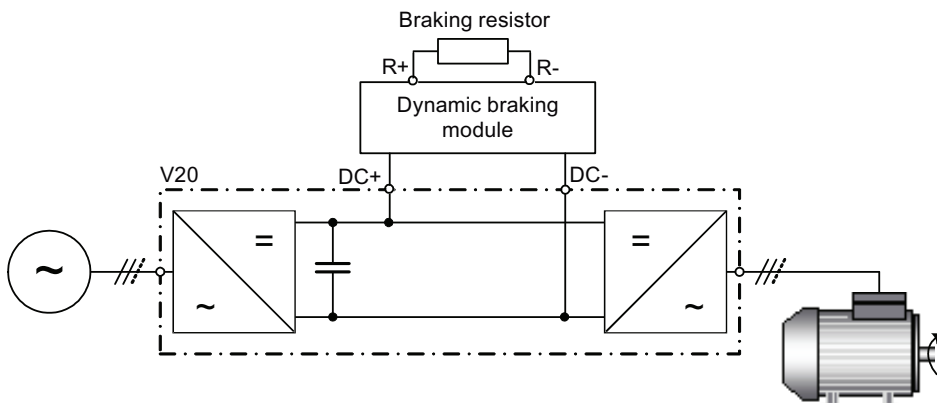 Braking resistor
R+
R-
Dynamic braking
module
V20
DC+
DC-
=
=
~
~
~